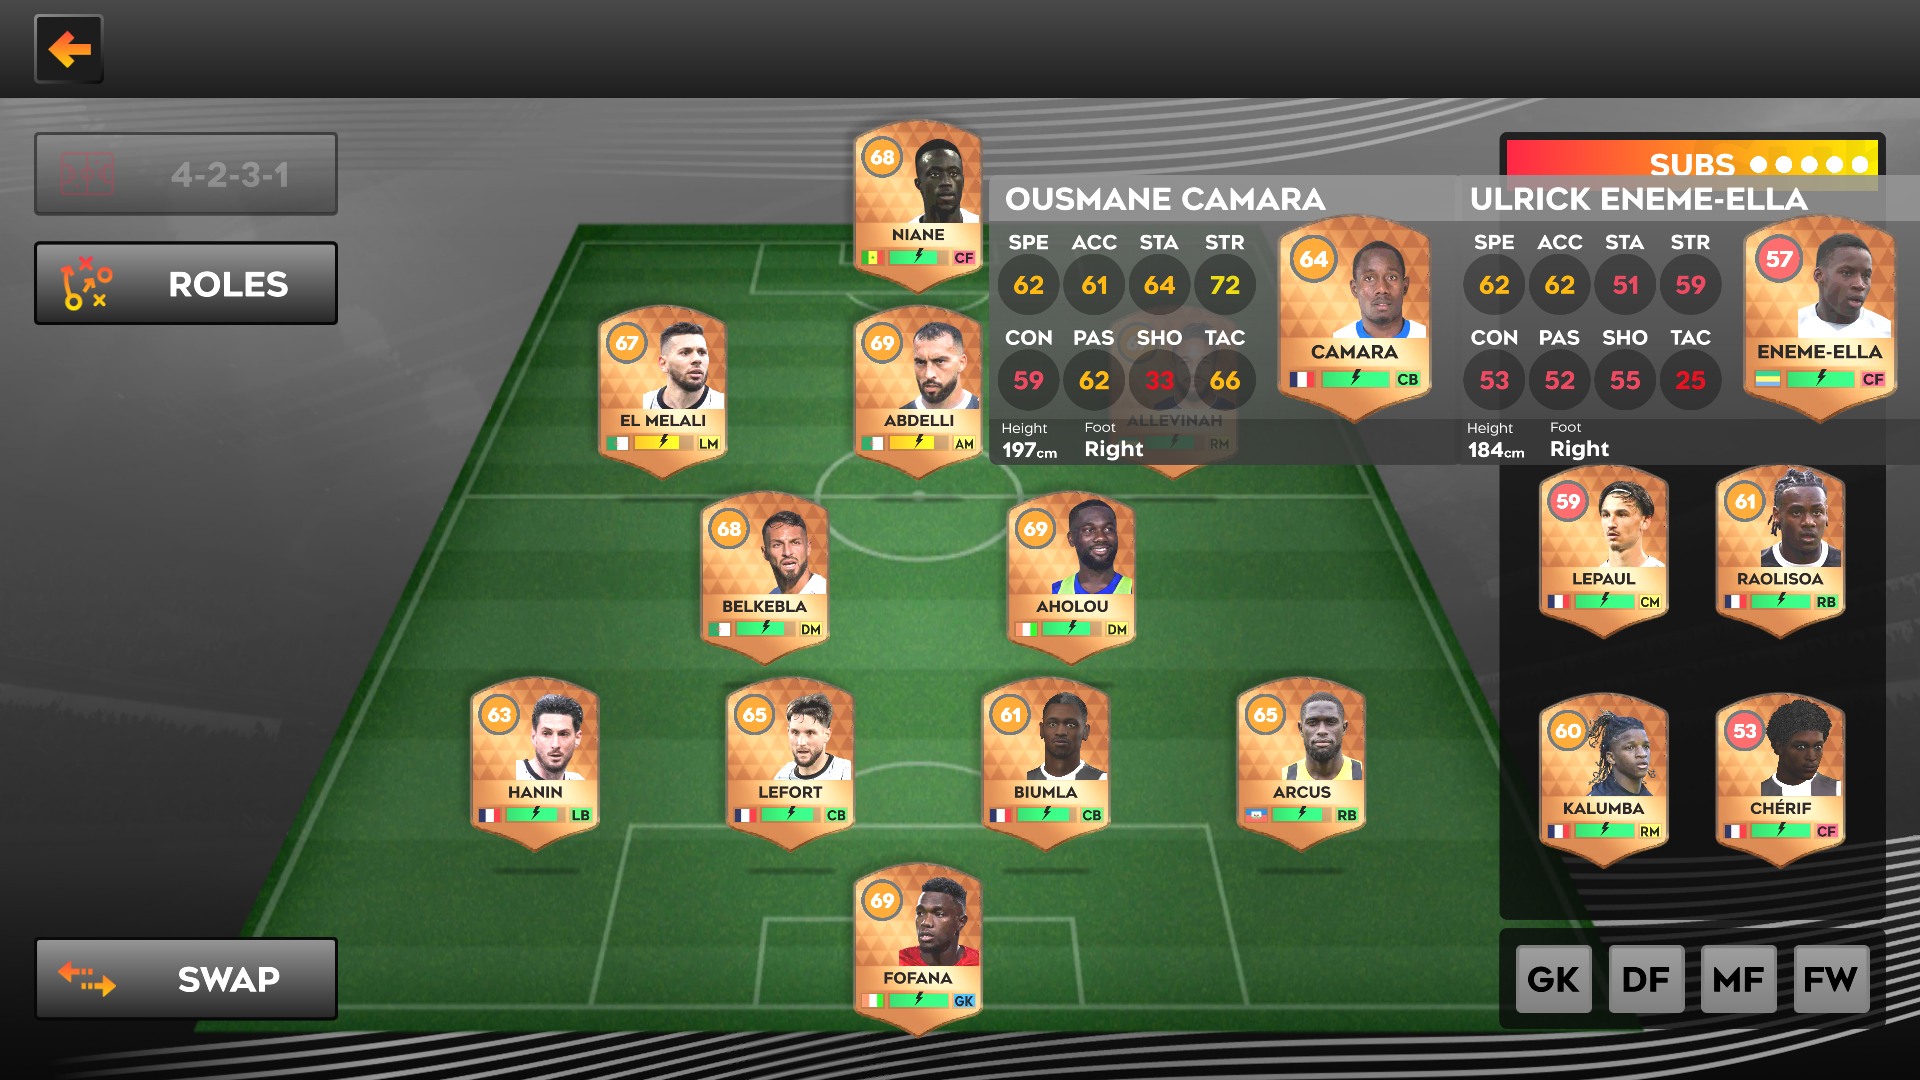 4-2-3-1
ROLES
SWAP
SUBS
68
NIANE
CF
67
EL MELALI
LM
69
ABDELLI
AM
ALLEVINAH
RM
68
BELKEBLA
DM
69
AHOLOU
DM
63
HANIN
LB
65
LEFORT
CB
61
BIUMLA
CB
65
ARCUS
RB
69
FOFANA
GK
OUSMANE CAMARA
SPE ACC STA STR
62 61 64 72
CON PAS SHO TAC
59 62 33 66
Height Foot
197cm Right
64
CAMARA
CB
ULRICK ENEME-ELLA
SPE ACC STA STR
62 62 51 59
CON PAS SHO TAC
53 52 55 25
Height Foot
184cm Right
57
ENEME-ELLA
CF
59
LEPAUL
CM
61
RAOLISOA
RB
60
KALUMBA
RM
53
CHÉRIF
CF
GK DF MF FW